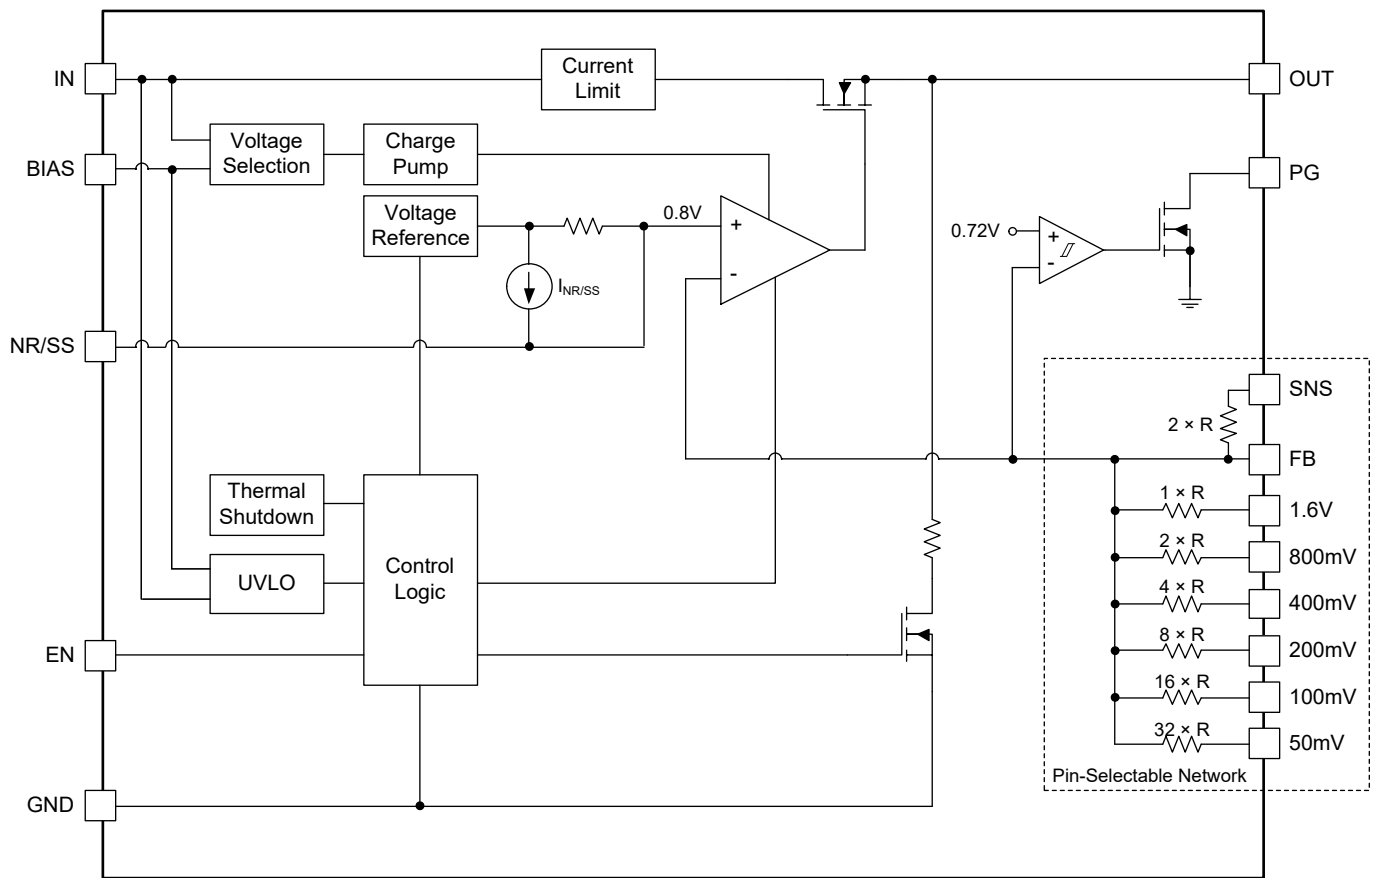 IN
Current
Limit
OUT
Voltage
Selection
Charge
Pump
BIAS
PG
Voltage
Reference
0.8V
+
-
0.72V
+
-
INR/SS
NR/SS
SNS
2 × R
FB
Thermal
Shutdown
1 × R
1.6V
2 × R
800mV
UVLO
Control
Logic
4 × R
400mV
EN
8 × R
200mV
16 × R
100mV
32 × R
50mV
Pin-Selectable Network
GND